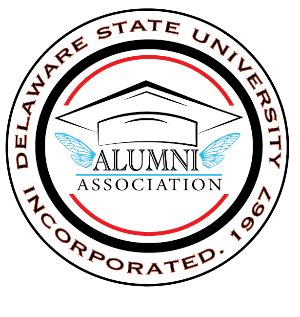 DELAWARE STATE UNIVERSITY
ALUMNI
ASSOCIATION
INCORPORATED. 1967